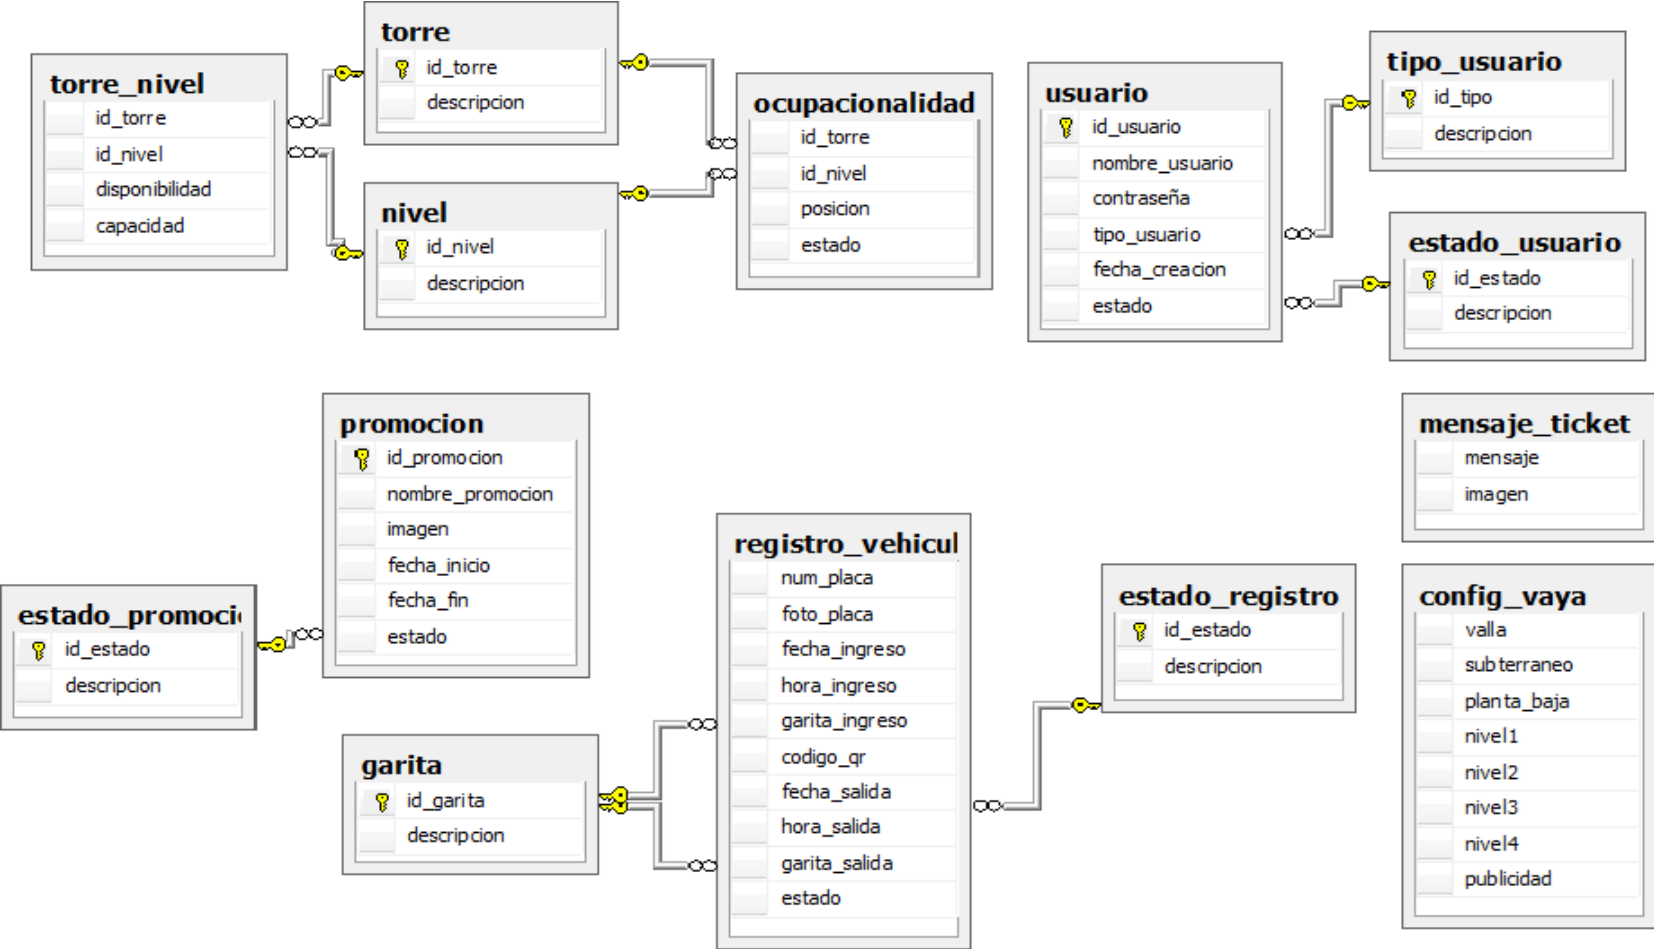 torre_nivel
id_torre
id_nivel
disponibilidad
capacidad
torre
id_torre
descripcion
nivel
id_nivel
descripcion
ocupacionalidad
id_torre
id_nivel
posicion
estado
usuario
id_usuario
nombre_usuario
contraseña
tipo_usuario
fecha_creacion
estado
tipo_usuario
id_tipo
descripcion
estado_usuario
id_estado
descripcion
estado_promoci
id_estado
descripcion
promocion
id_promocion
nombre_promocion
imagen
fecha_inicio
fecha_fin
estado
garita
id_garita
descripcion
registro_vehicul
num_placa
foto_placa
fecha_ingreso
hora_ingreso
garita_ingreso
codigo_qr
fecha_salida
hora_salida
garita_salida
estado
estado_registro
id_estado
descripcion
mensaje_ticket
mensaje
imagen
config_vaya
valla
subterraneo
planta_baja
nivel1
nivel2
nivel3
nivel4
publicidad